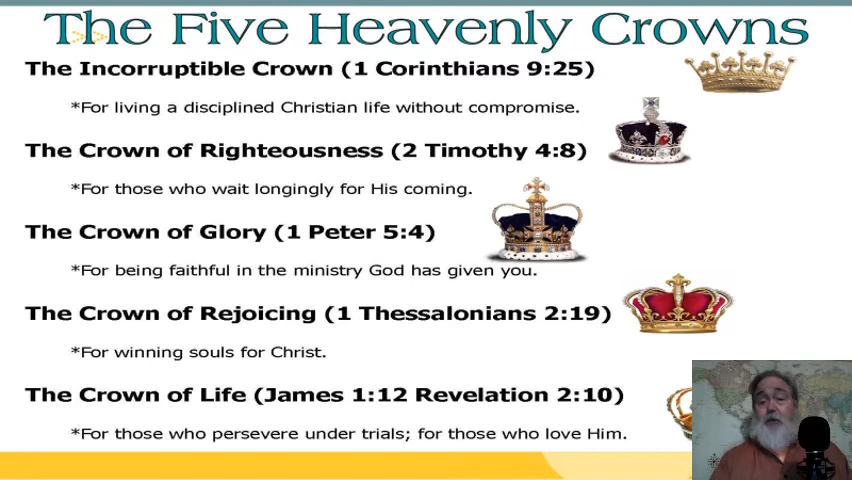 The Five Heavenly Crowns
The Incorruptible Crown (1 Corinthians 9:25)
*For living a disciplined Christian life without compromise.
The Crown of Righteousness (2 Timothy 4:8)
*For those who wait longingly for His coming.
The Crown of Glory (1 Peter 5:4)
*For being faithful in the ministry God has given you.
The Crown of Rejoicing (1 Thessalonians 2:19)
*For winning souls for Christ.
The Crown of Life (James 1:12 Revelation 2:10)
*For those who persevere under trials; for those who love Him.